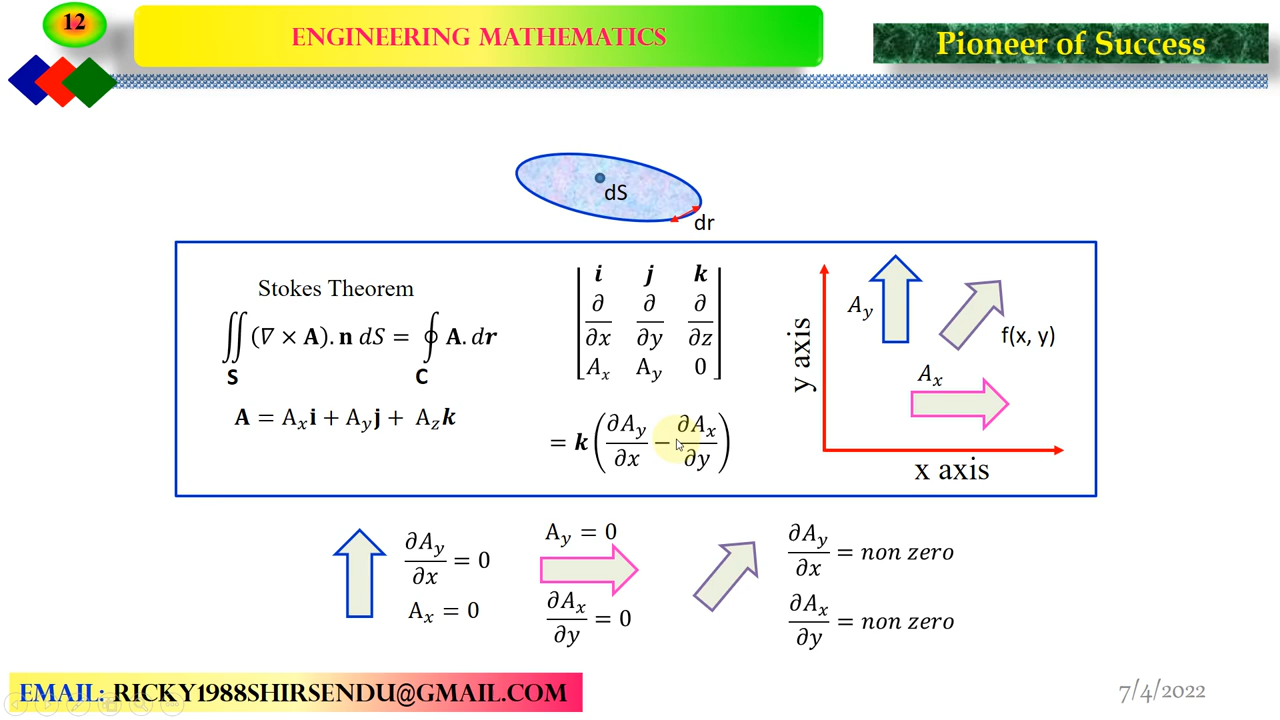 12
ENGINEERING MATHEMATICS
Pioneer of Success
dS
dr
Stokes Theorem
∬ (∇ × A). n dS = ∮ A. dr
S C
A = Aₓi + A_y j + A_z k
i j k
∂/∂x ∂/∂y ∂/∂z
Aₓ A_y 0
= k(∂A_y/∂x − ∂Aₓ/∂y)
y axis
A_y
f(x, y)
Aₓ
x axis
∂A_y/∂x = 0
Aₓ = 0
A_y = 0
∂Aₓ/∂y = 0
∂A_y/∂x = non zero
∂Aₓ/∂y = non zero
EMAIL: RICKY1988SHIRSENDU@GMAIL.COM
7/4/2022